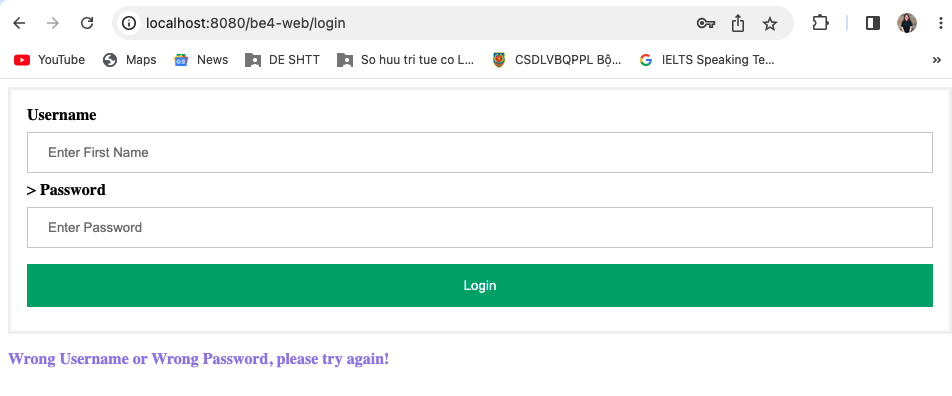 localhost:8080/be4-web/login
YouTube Maps News DE SHTT So huu tri tue co L... CSDLVBQPPL Bộ... IELTS Speaking Te... »
Username
Enter First Name
> Password
Enter Password
Login
Wrong Username or Wrong Password, please try again!